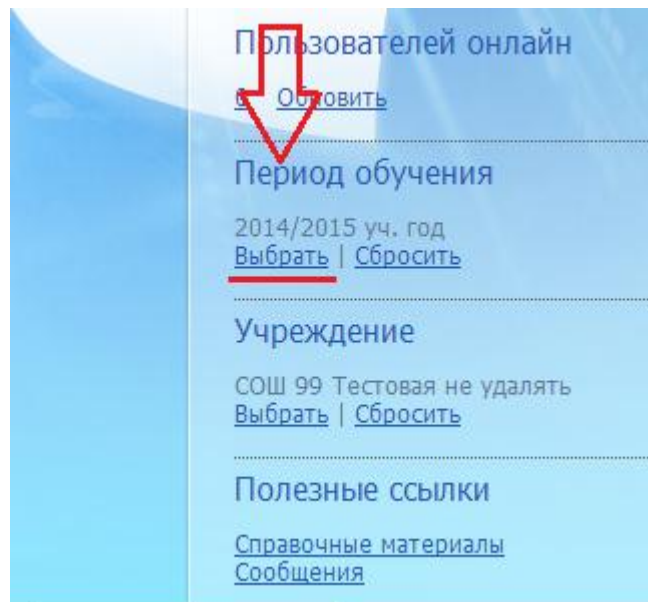 Пользователей онлайн
6 Обновить
Период обучения
2014/2015 уч. год
Выбрать | Сбросить
Учреждение
СОШ 99 Тестовая не удалять
Выбрать | Сбросить
Полезные ссылки
Справочные материалы
Сообщения